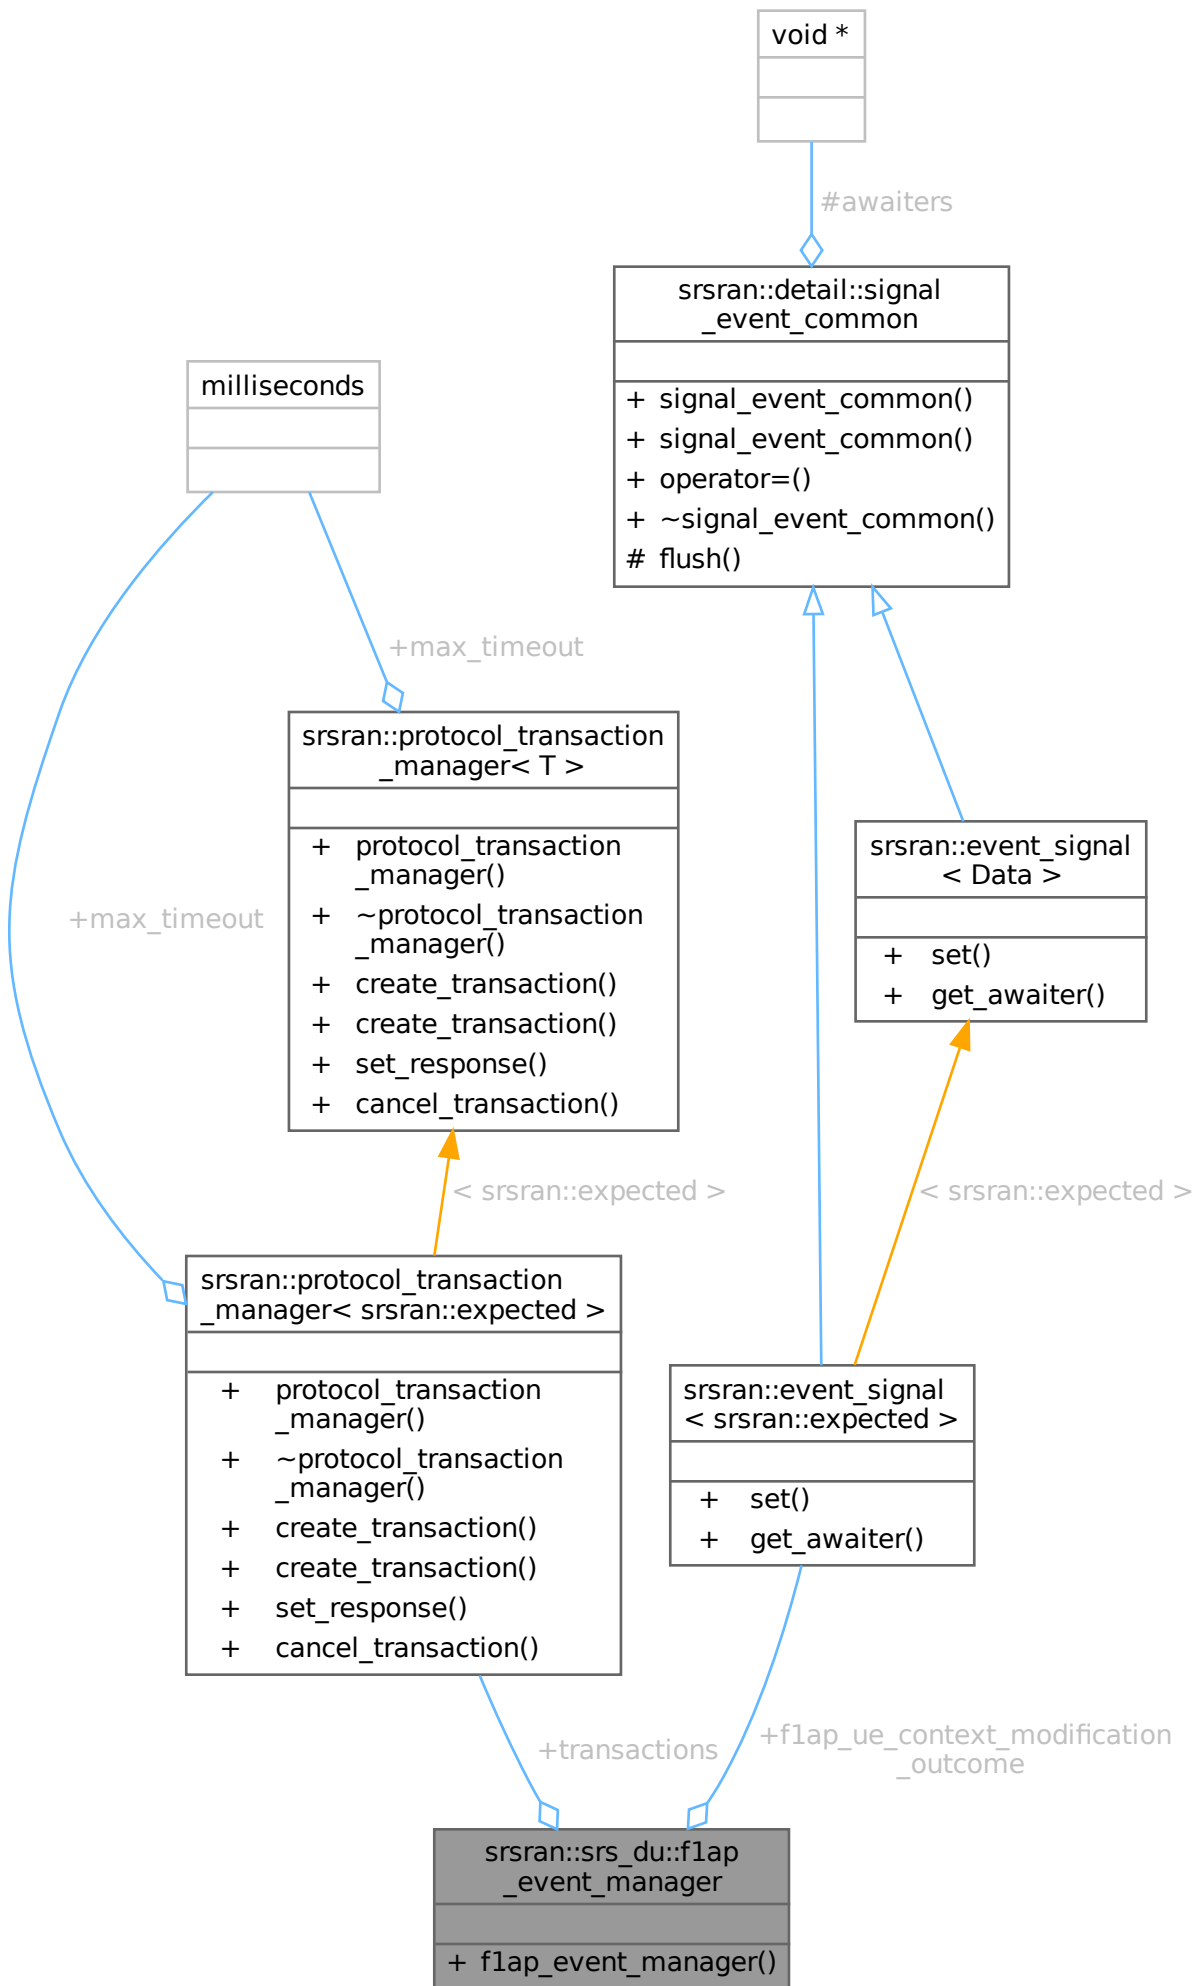 void *
#awaiters
srsran::detail::signal
_event_common
+ signal_event_common()
+ signal_event_common()
+ operator=()
+ ~signal_event_common()
# flush()
milliseconds
+max_timeout
srsran::protocol_transaction
_manager< T >
+ protocol_transaction
_manager()
+ ~protocol_transaction
_manager()
+ create_transaction()
+ create_transaction()
+ set_response()
+ cancel_transaction()
srsran::event_signal
< Data >
+ set()
+ get_awaiter()
+max_timeout
< srsran::expected >
< srsran::expected >
srsran::protocol_transaction
_manager< srsran::expected >
+ protocol_transaction
_manager()
+ ~protocol_transaction
_manager()
+ create_transaction()
+ create_transaction()
+ set_response()
+ cancel_transaction()
srsran::event_signal
< srsran::expected >
+ set()
+ get_awaiter()
+transactions
+f1ap_ue_context_modification
_outcome
srsran::srs_du::f1ap
_event_manager
+ f1ap_event_manager()